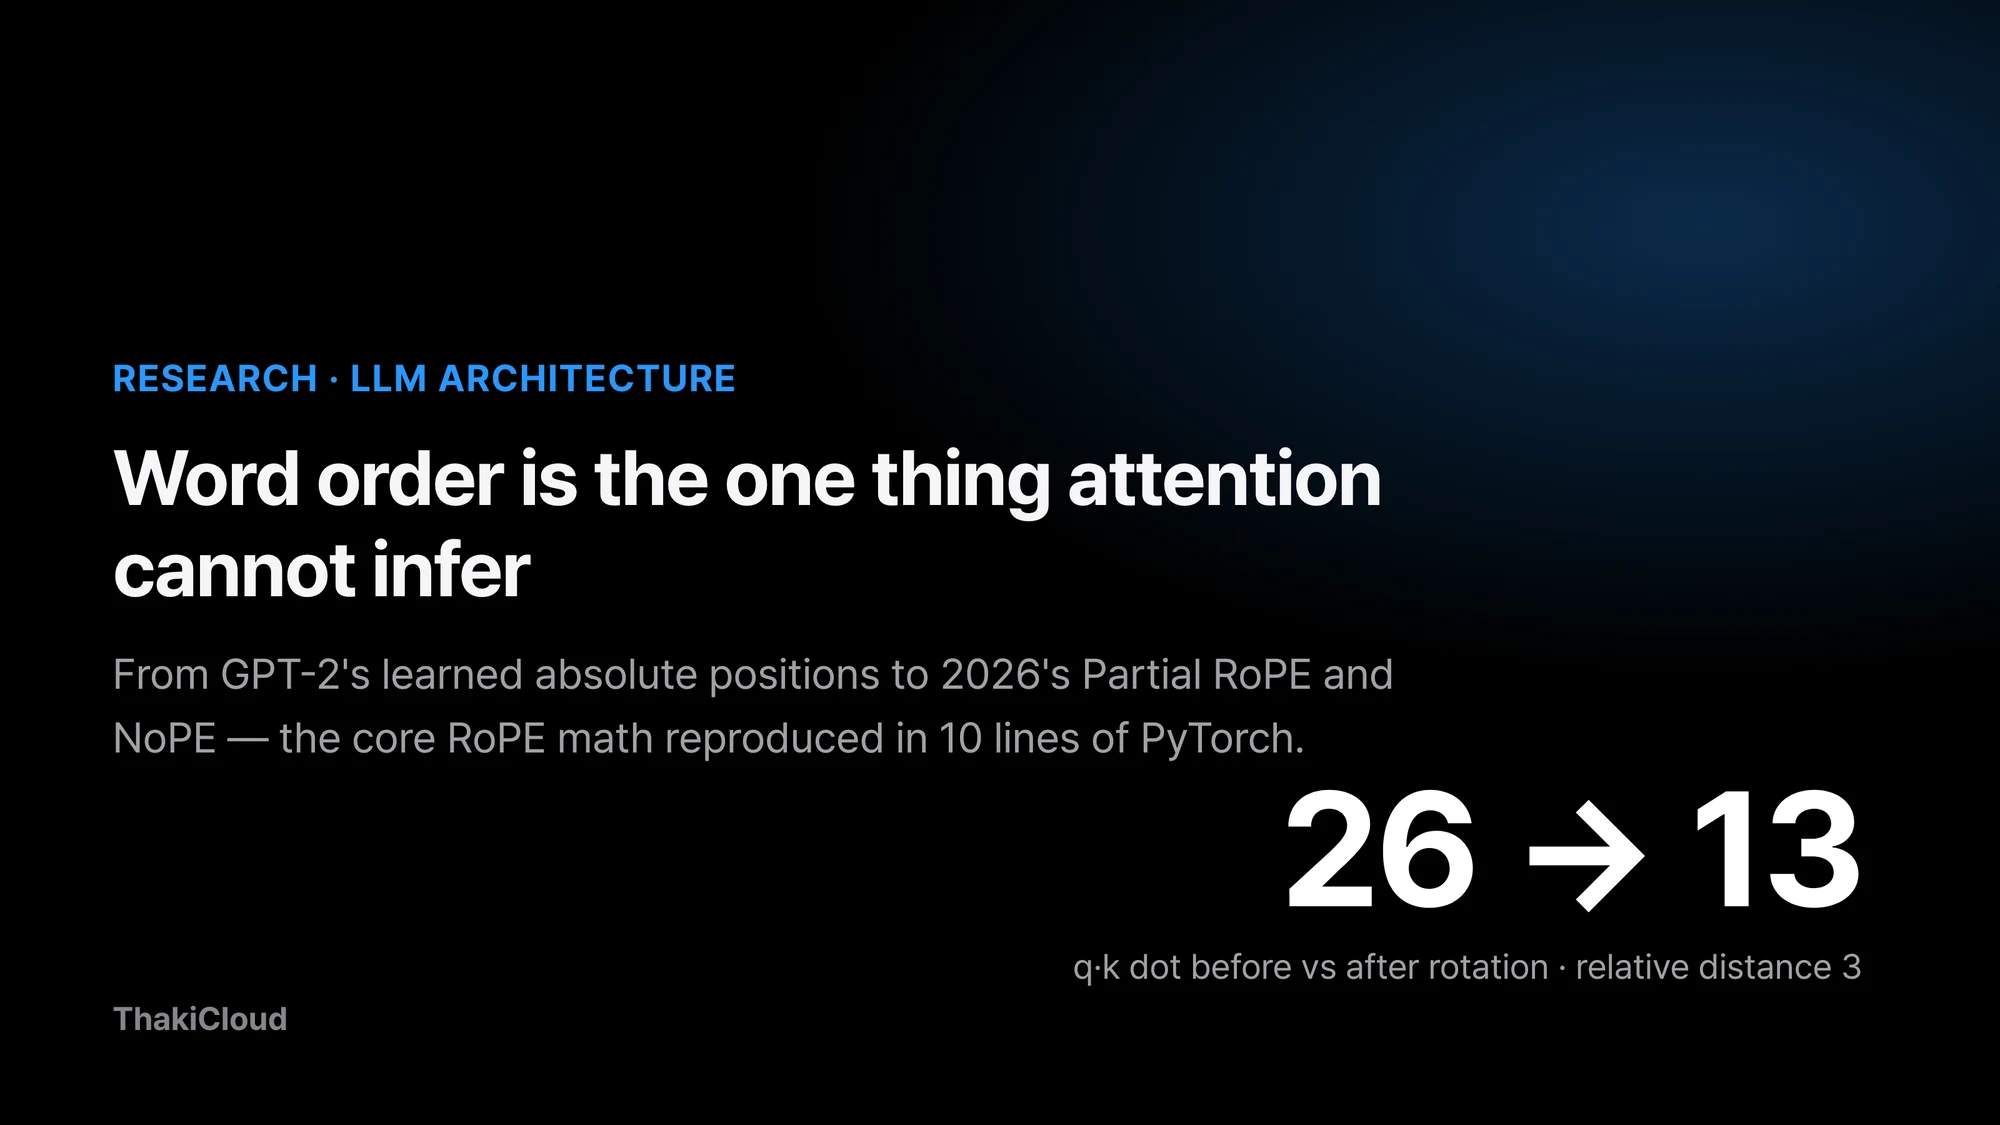 RESEARCH · LLM ARCHITECTURE
Word order is the one thing attention
cannot infer
From GPT-2's learned absolute positions to 2026's Partial RoPE and
NoPE — the core RoPE math reproduced in 10 lines of PyTorch.
26 → 13
q·k dot before vs after rotation · relative distance 3
ThakiCloud